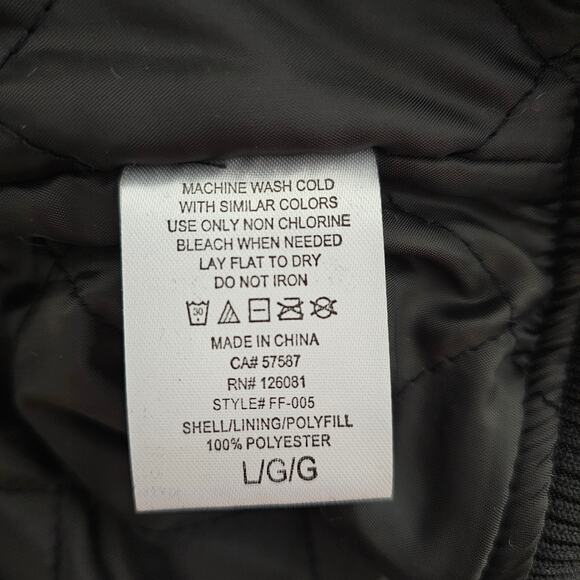 MACHINE WASH COLD
WITH SIMILAR COLORS
USE ONLY NON CHLORINE
BLEACH WHEN NEEDED
LAY FLAT TO DRY
DO NOT IRON
30
MADE IN CHINA
CA# 57587
RN# 126081
STYLE# FF-005
SHELL/LINING/POLYFILL
100% POLYESTER
L/G/G